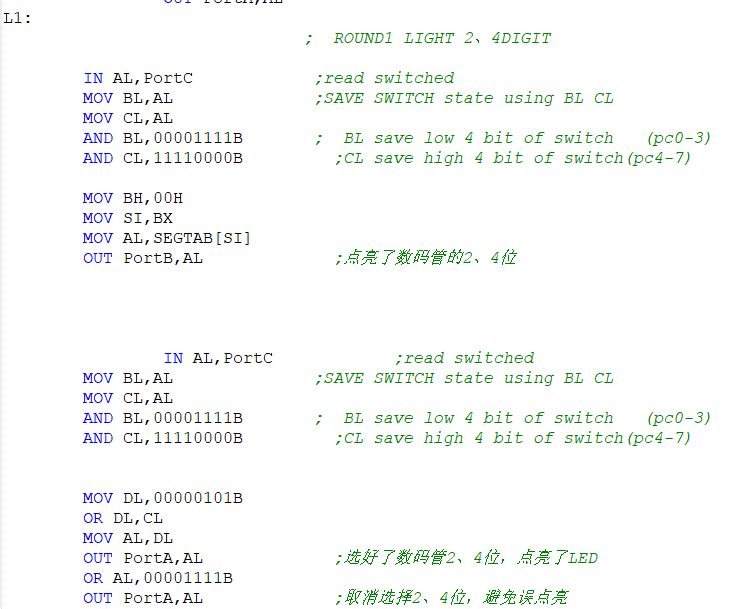 OUT PortA,AL
L1:
; ROUND1 LIGHT 2、4DIGIT
IN AL,PortC ;read switched
MOV BL,AL ;SAVE SWITCH state using BL CL
MOV CL,AL
AND BL,00001111B ; BL save low 4 bit of switch (pc0-3)
AND CL,11110000B ;CL save high 4 bit of switch(pc4-7)
MOV BH,00H
MOV SI,BX
MOV AL,SEGTAB[SI]
OUT PortB,AL ;点亮了数码管的2、4位
IN AL,PortC ;read switched
MOV BL,AL ;SAVE SWITCH state using BL CL
MOV CL,AL
AND BL,00001111B ; BL save low 4 bit of switch (pc0-3)
AND CL,11110000B ;CL save high 4 bit of switch(pc4-7)
MOV DL,00000101B
OR DL,CL
MOV AL,DL
OUT PortA,AL ;选好了数码管2、4位，点亮了LED
OR AL,00001111B
OUT PortA,AL ;取消选择2、4位，避免误点亮